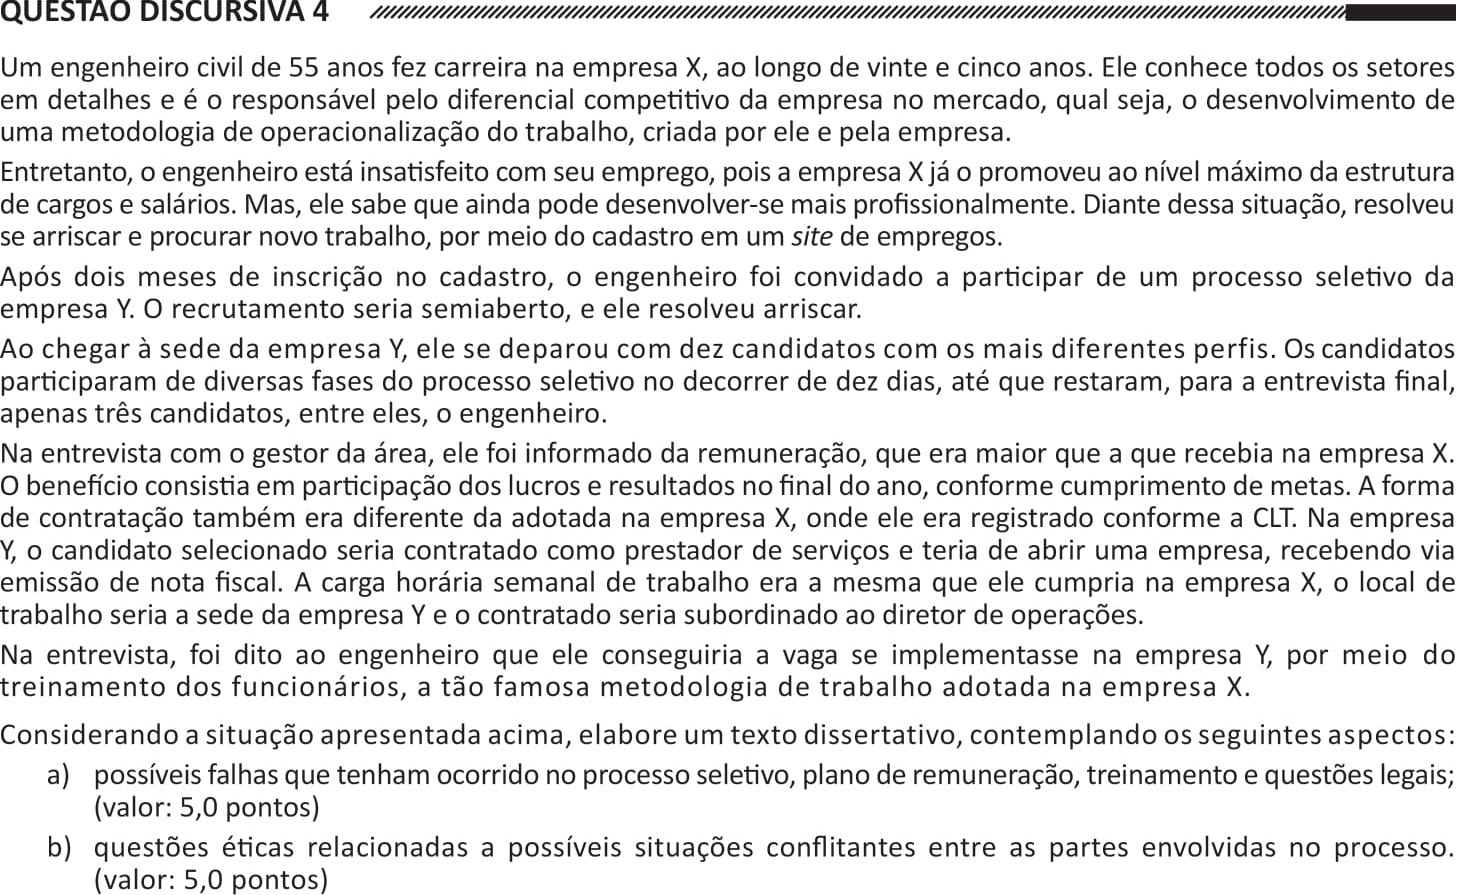 QUESTÃO DISCURSIVA 4
Um engenheiro civil de 55 anos fez carreira na empresa X, ao longo de vinte e cinco anos. Ele conhece todos os setores
em detalhes e é o responsável pelo diferencial competitivo da empresa no mercado, qual seja, o desenvolvimento de
uma metodologia de operacionalização do trabalho, criada por ele e pela empresa.
Entretanto, o engenheiro está insatisfeito com seu emprego, pois a empresa X já o promoveu ao nível máximo da estrutura
de cargos e salários. Mas, ele sabe que ainda pode desenvolver-se mais profissionalmente. Diante dessa situação, resolveu
se arriscar e procurar novo trabalho, por meio do cadastro em um site de empregos.
Após dois meses de inscrição no cadastro, o engenheiro foi convidado a participar de um processo seletivo da
empresa Y. O recrutamento seria semiaberto, e ele resolveu arriscar.
Ao chegar à sede da empresa Y, ele se deparou com dez candidatos com os mais diferentes perfis. Os candidatos
participaram de diversas fases do processo seletivo no decorrer de dez dias, até que restaram, para a entrevista final,
apenas três candidatos, entre eles, o engenheiro.
Na entrevista com o gestor da área, ele foi informado da remuneração, que era maior que a que recebia na empresa X.
O benefício consistia em participação dos lucros e resultados no final do ano, conforme cumprimento de metas. A forma
de contratação também era diferente da adotada na empresa X, onde ele era registrado conforme a CLT. Na empresa
Y, o candidato selecionado seria contratado como prestador de serviços e teria de abrir uma empresa, recebendo via
emissão de nota fiscal. A carga horária semanal de trabalho era a mesma que ele cumpria na empresa X, o local de
trabalho seria a sede da empresa Y e o contratado seria subordinado ao diretor de operações.
Na entrevista, foi dito ao engenheiro que ele conseguiria a vaga se implementasse na empresa Y, por meio do
treinamento dos funcionários, a tão famosa metodologia de trabalho adotada na empresa X.
Considerando a situação apresentada acima, elabore um texto dissertativo, contemplando os seguintes aspectos:
a) possíveis falhas que tenham ocorrido no processo seletivo, plano de remuneração, treinamento e questões legais;
(valor: 5,0 pontos)
b) questões éticas relacionadas a possíveis situações conflitantes entre as partes envolvidas no processo.
(valor: 5,0 pontos)